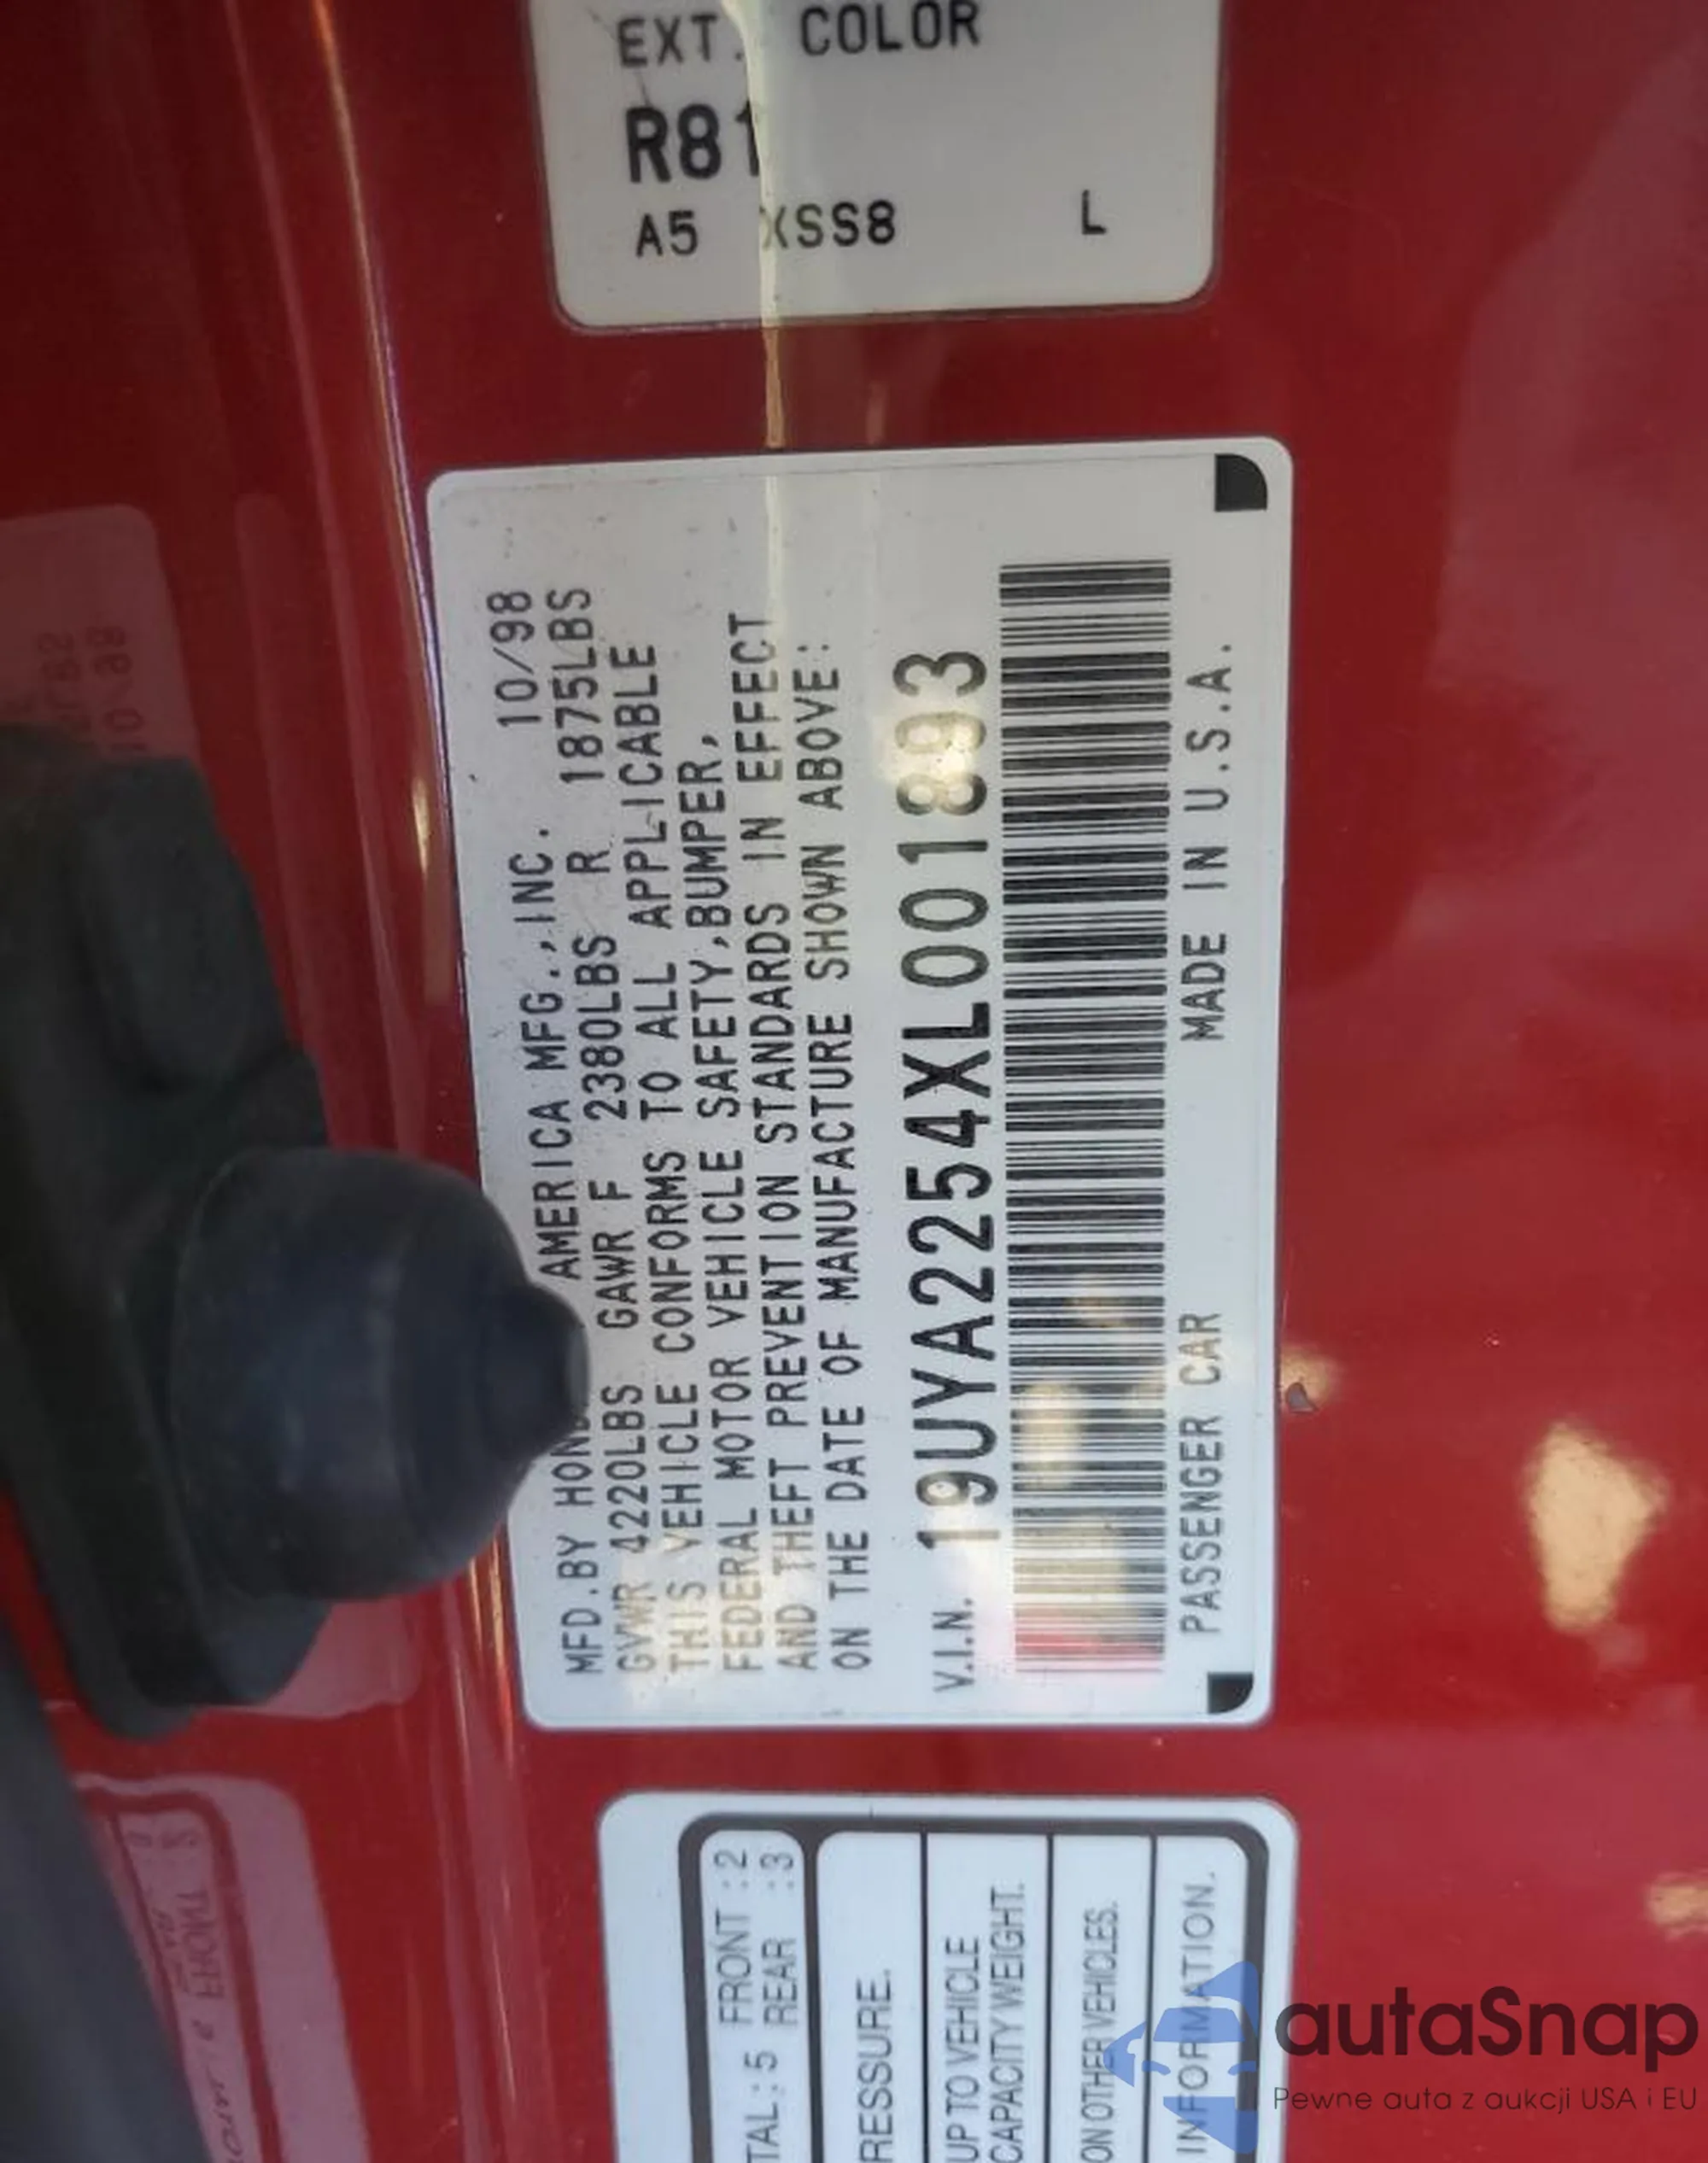 EXT. COLOR
R81
A5 XSS8 L
MFD.BY HOND AMERICA MFG.,INC. 10/98
GVWR 4220LBS GAWR F 2380LBS R 1875LBS
THIS VEHICLE CONFORMS TO ALL APPLICABLE
FEDERAL MOTOR VEHICLE SAFETY,BUMPER,
AND THEFT PREVENTION STANDARDS IN EFFECT
ON THE DATE OF MANUFACTURE SHOWN ABOVE:
V.I.N. 19UYA2254XL001893
PASSENGER CAR MADE IN U.S.A.
TAL: 5 FRONT :2
REAR :3
RESSURE.
UP TO VEHICLE
CAPACITY WEIGHT.
ON OTHER VEHICLES.
INFORMATION.
autaSnap
Pewne auta z aukcji USA i EU